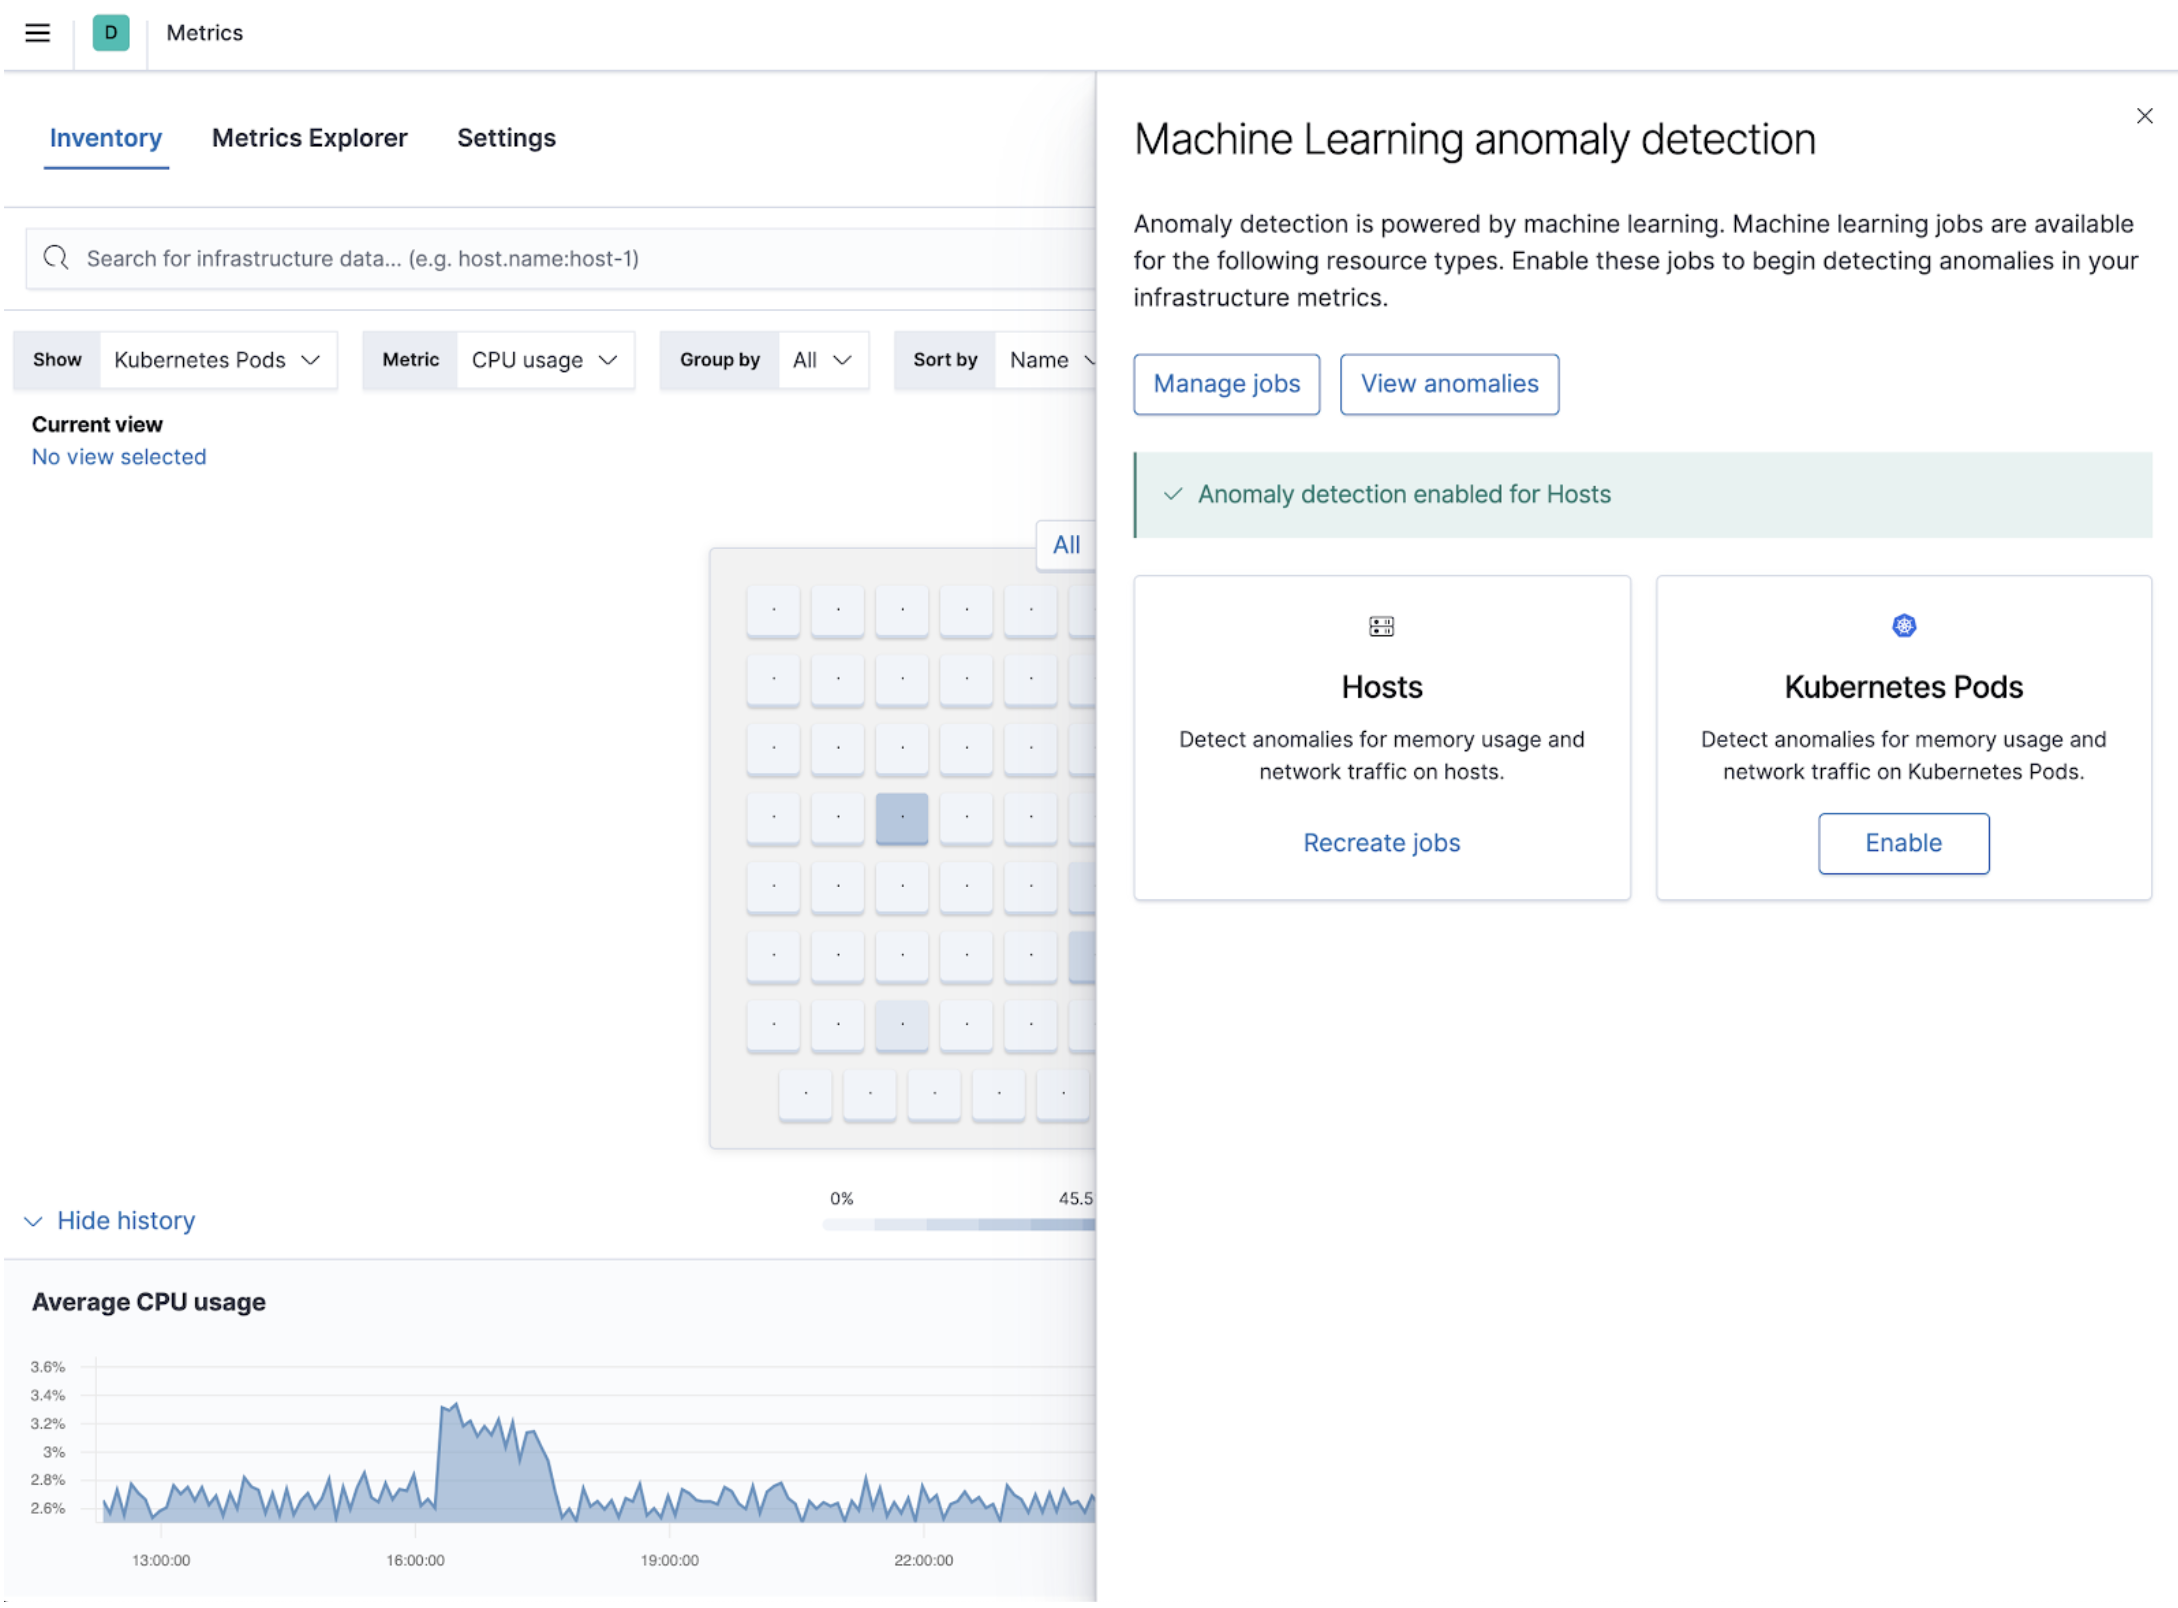 D
Metrics
Inventory
Metrics Explorer
Settings
Search for infrastructure data... (e.g. host.name:host-1)
Show
Kubernetes Pods
Metric
CPU usage
Group by
All
Sort by
Name
Current view
No view selected
All
0%
45.5
Hide history
Average CPU usage
3.6%
3.4%
3.2%
3%
2.8%
2.6%
13:00:00
16:00:00
19:00:00
22:00:00
Machine Learning anomaly detection
Anomaly detection is powered by machine learning. Machine learning jobs are available
for the following resource types. Enable these jobs to begin detecting anomalies in your
infrastructure metrics.
Manage jobs
View anomalies
Anomaly detection enabled for Hosts
Hosts
Detect anomalies for memory usage and
network traffic on hosts.
Recreate jobs
Kubernetes Pods
Detect anomalies for memory usage and
network traffic on Kubernetes Pods.
Enable